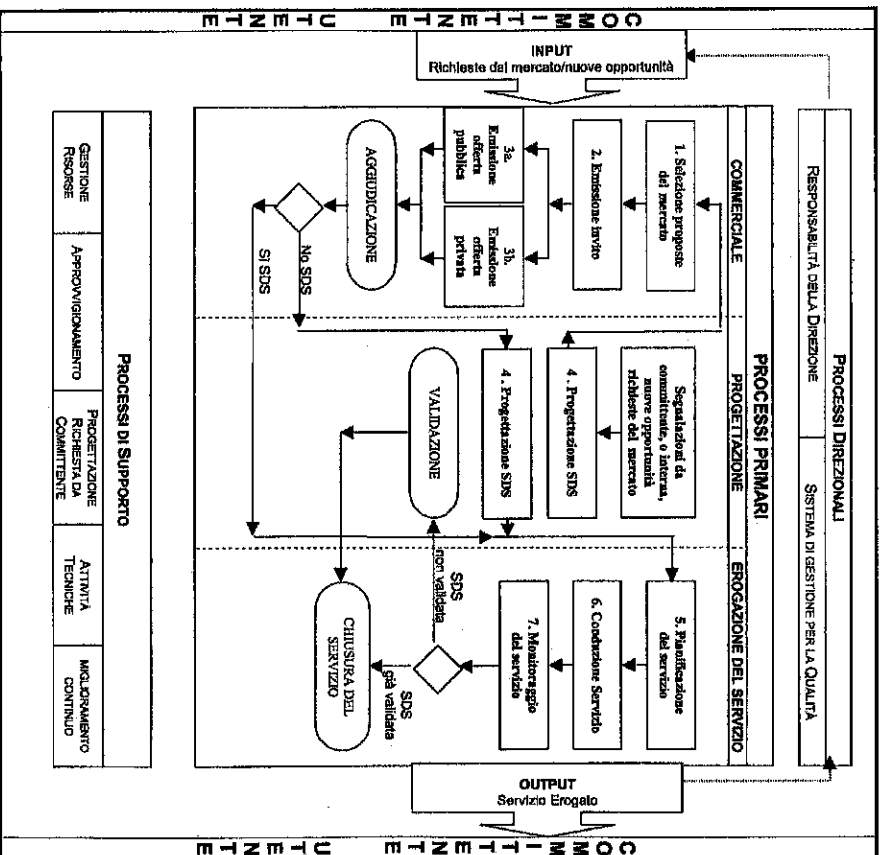 COMMITTENTE UTENTE
INPUT
Richieste dal mercato/nuove opportunità
PROCESSI DIREZIONALI
RESPONSABILITÀ DELLA DIREZIONE
SISTEMA DI GESTIONE PER LA QUALITÀ
PROCESSI PRIMARI
COMMERCIALE
PROGETTAZIONE
EROGAZIONE DEL SERVIZIO
1. Selezione proposte
del mercato
2. Emissione invito
3a.
Emissione
offerta
pubblica
3b.
Emissione
offerta
privata
AGGIUDICAZIONE
No SDS
Si SDS
Segnalazioni da
committente, o interna,
nuove opportunità
richieste del mercato
4 . Progettazione SDS
4 . Progettazione SDS
VALIDAZIONE
5. Pianificazione
del servizio
6. Conduzione Servizio
7. Monitoraggio
del servizio
SDS
non validata
SDS
già validata
CHIUSURA DEL
SERVIZIO
PROCESSI DI SUPPORTO
GESTIONE
RISORSE
APPROVVIGIONAMENTO
PROGETTAZIONE
RICHIESTA DA
COMMITTENTE
ATTIVITÀ
TECNICHE
MIGLIORAMENTO
CONTINUO
OUTPUT
Servizio Erogato
COMMITTENTE UTENTE